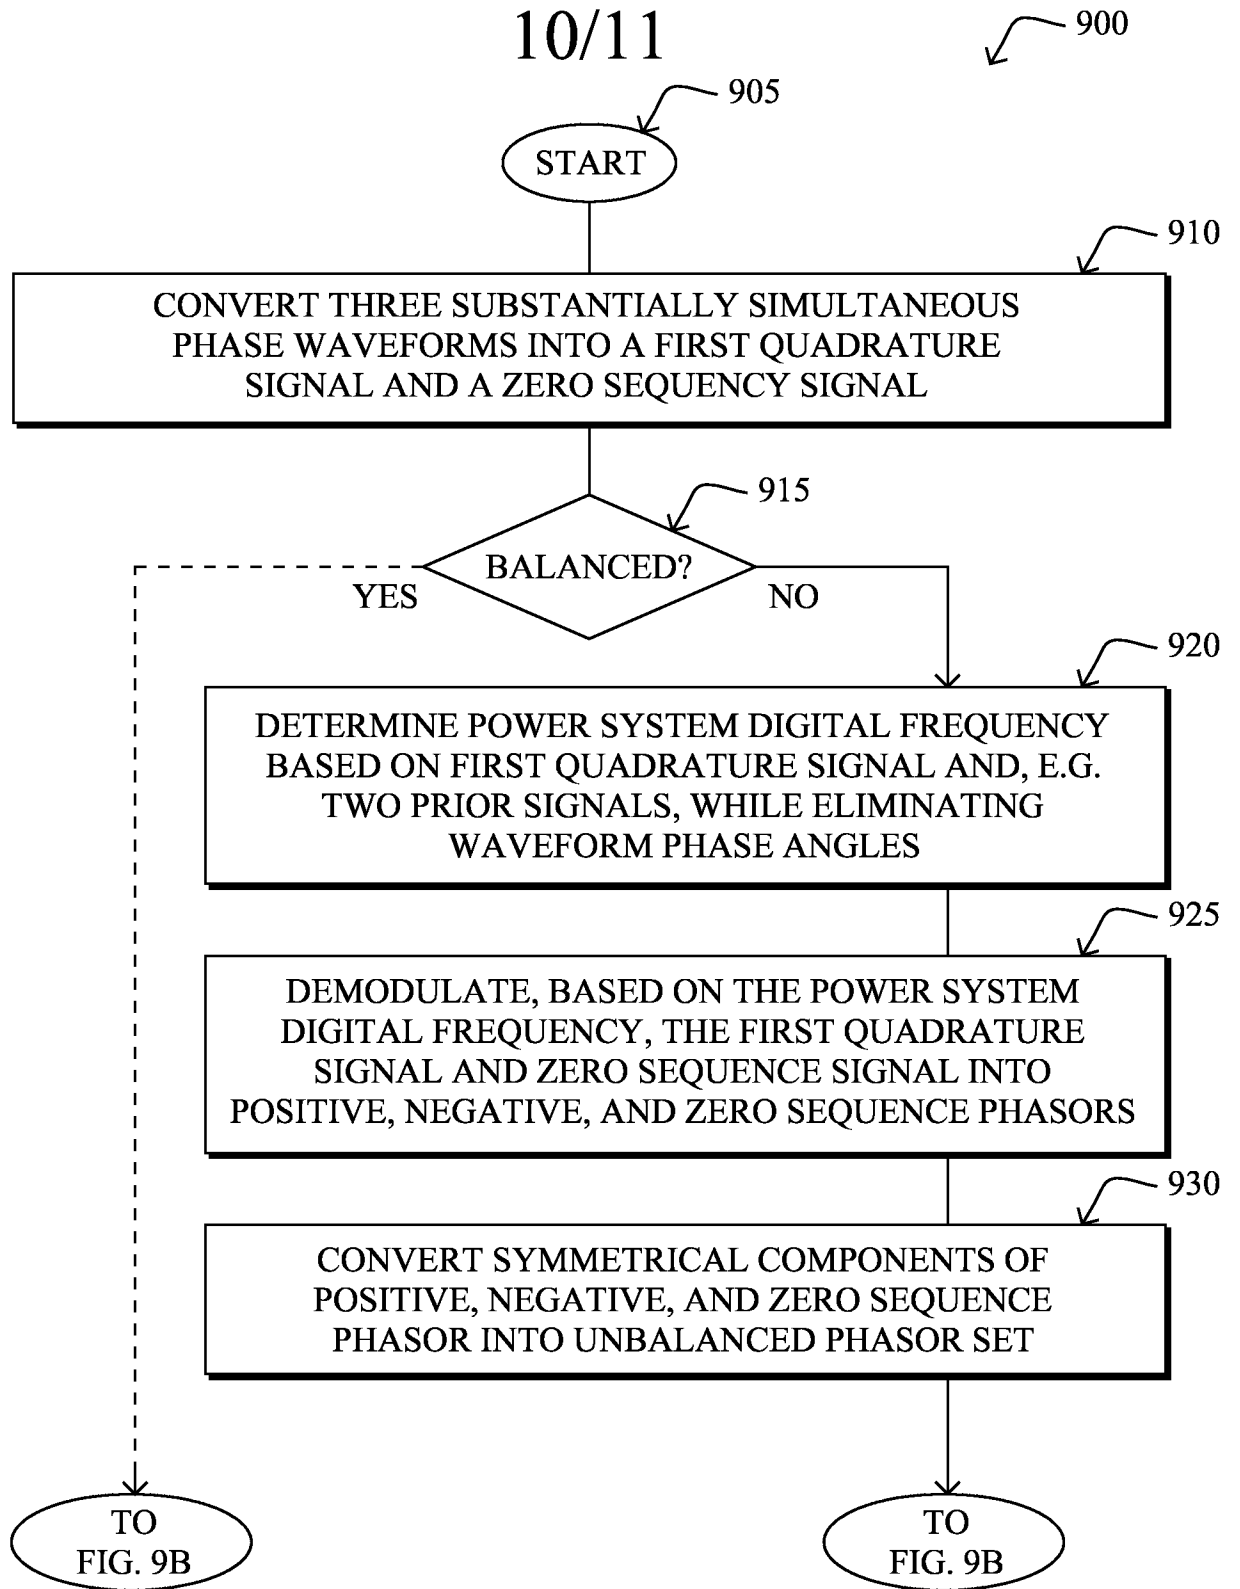 10/11
900
905
START
910
CONVERT THREE SUBSTANTIALLY SIMULTANEOUS
PHASE WAVEFORMS INTO A FIRST QUADRATURE
SIGNAL AND A ZERO SEQUENCY SIGNAL
915
BALANCED?
YES
NO
920
DETERMINE POWER SYSTEM DIGITAL FREQUENCY
BASED ON FIRST QUADRATURE SIGNAL AND, E.G.
TWO PRIOR SIGNALS, WHILE ELIMINATING
WAVEFORM PHASE ANGLES
925
DEMODULATE, BASED ON THE POWER SYSTEM
DIGITAL FREQUENCY, THE FIRST QUADRATURE
SIGNAL AND ZERO SEQUENCE SIGNAL INTO
POSITIVE, NEGATIVE, AND ZERO SEQUENCE PHASORS
930
CONVERT SYMMETRICAL COMPONENTS OF
POSITIVE, NEGATIVE, AND ZERO SEQUENCE
PHASOR INTO UNBALANCED PHASOR SET
TO
FIG. 9B
TO
FIG. 9B